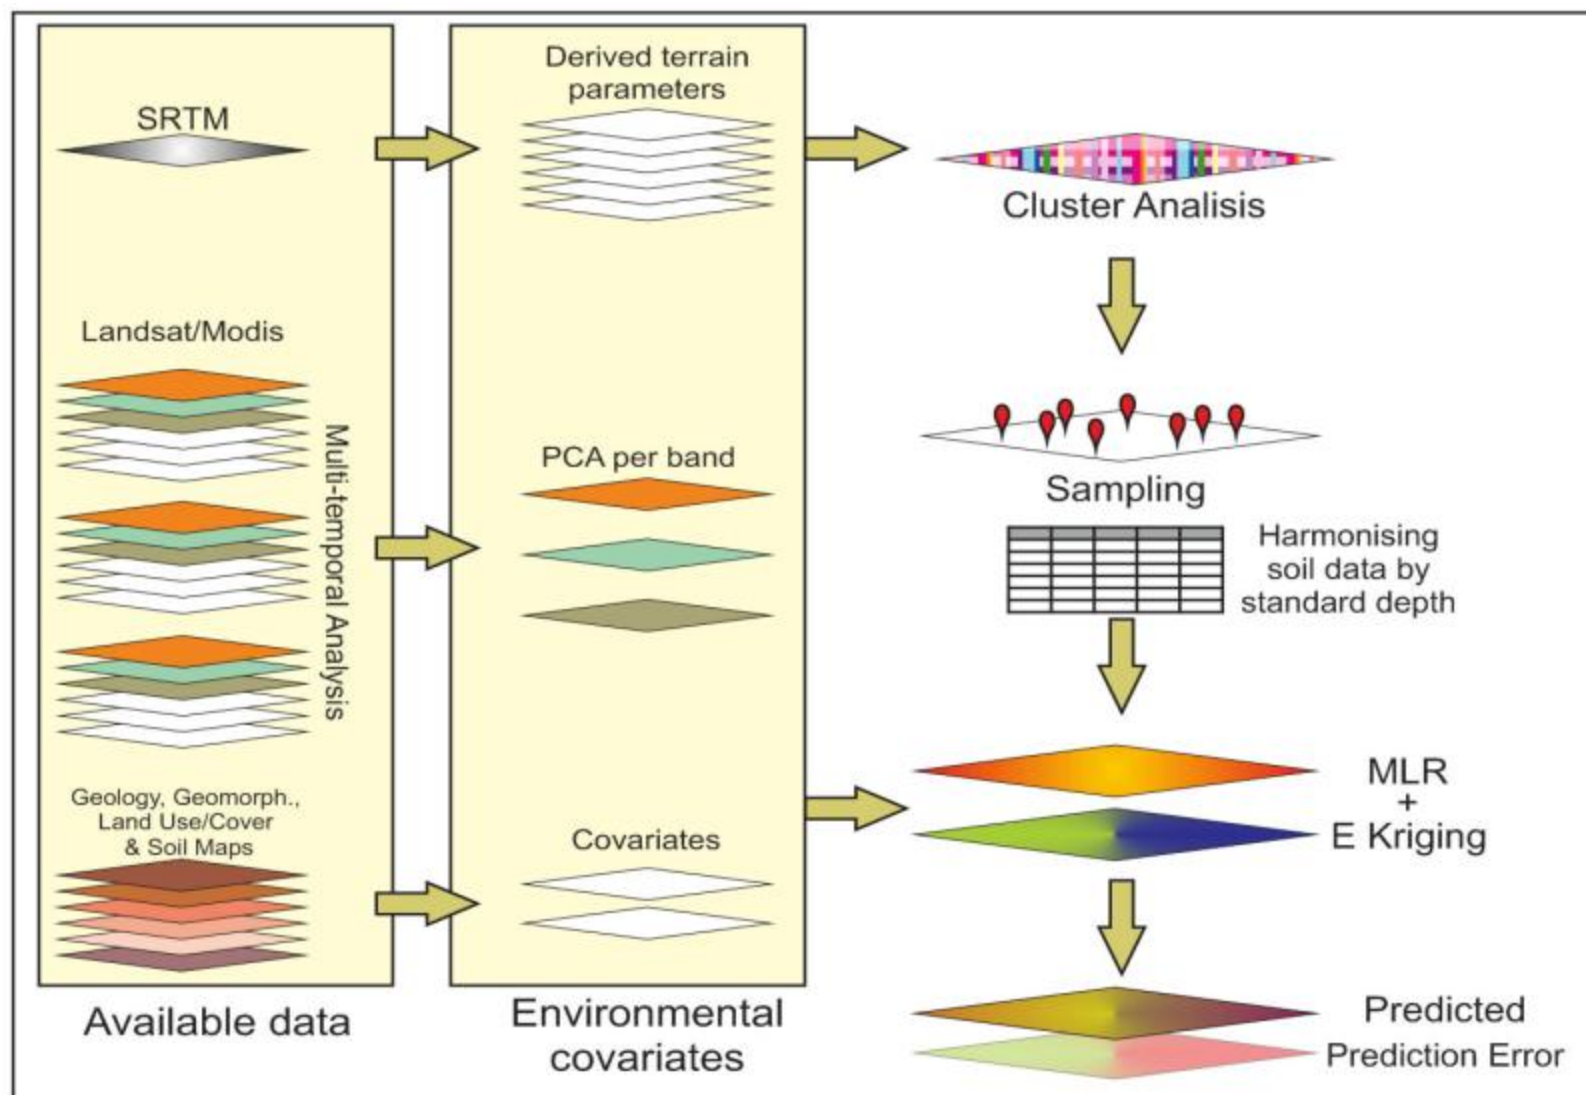 SRTM
Landsat/Modis
Multi-temporal Analysis
Geology, Geomorph.,
Land Use/Cover
& Soil Maps
Available data
Derived terrain
parameters
PCA per band
Covariates
Environmental
covariates
Cluster Analisis
Sampling
Harmonising
soil data by
standard depth
MLR
+
E Kriging
Predicted
Prediction Error